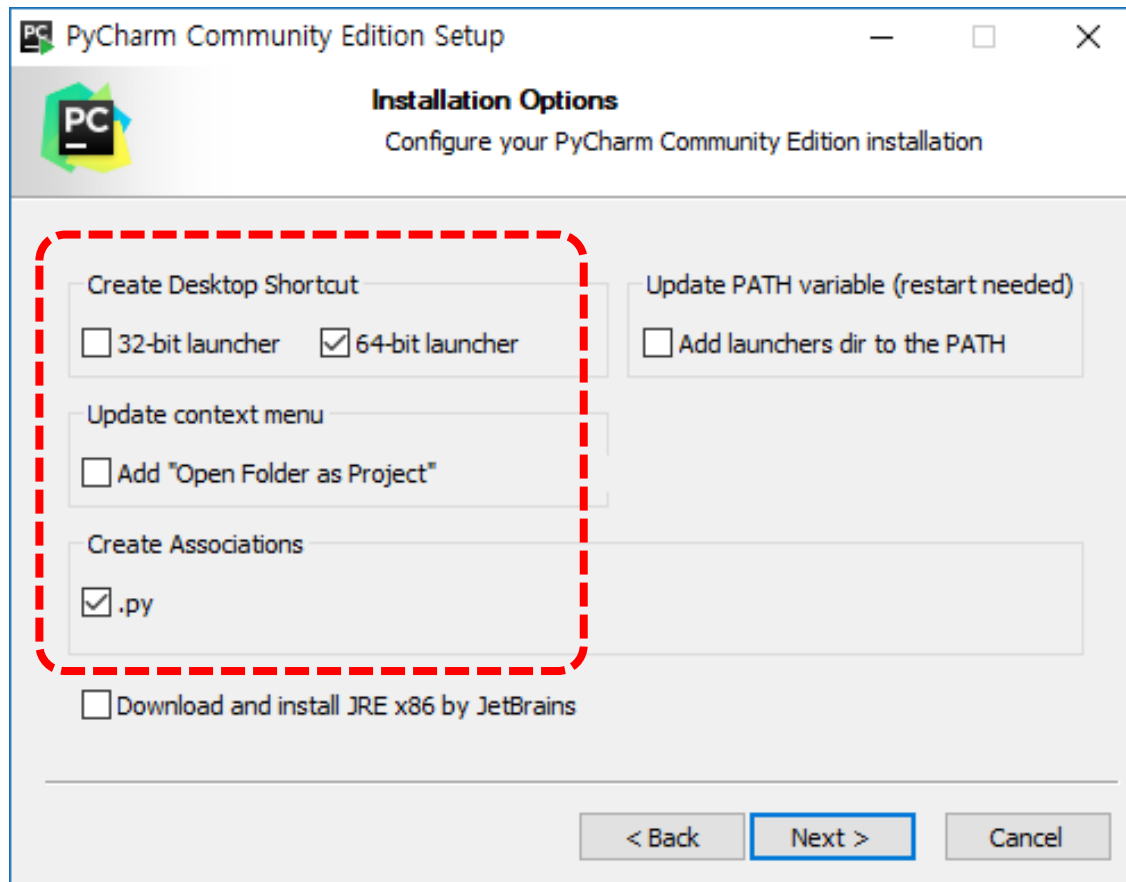 PyCharm Community Edition Setup
PC
Installation Options
Configure your PyCharm Community Edition installation
Create Desktop Shortcut
32-bit launcher 64-bit launcher
Update PATH variable (restart needed)
Add launchers dir to the PATH
Update context menu
Add "Open Folder as Project"
Create Associations
.py
Download and install JRE x86 by JetBrains
< Back Next > Cancel